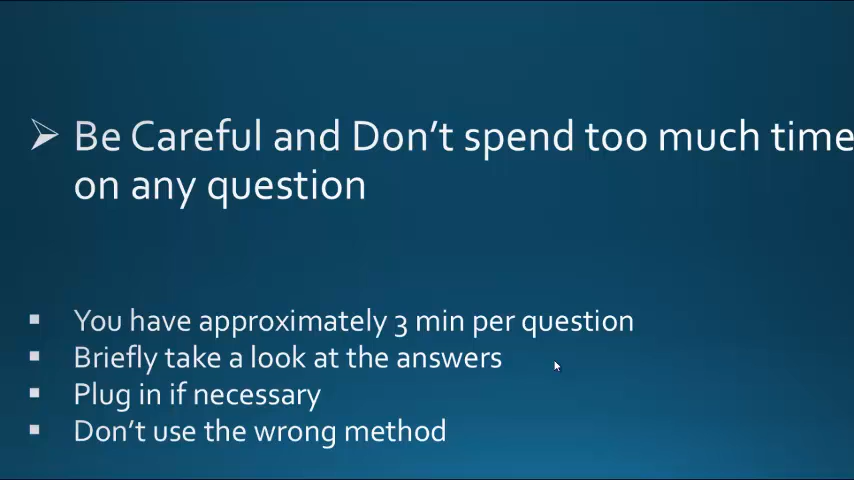 Be Careful and Don't spend too much time
on any question
You have approximately 3 min per question
Briefly take a look at the answers
Plug in if necessary
Don't use the wrong method